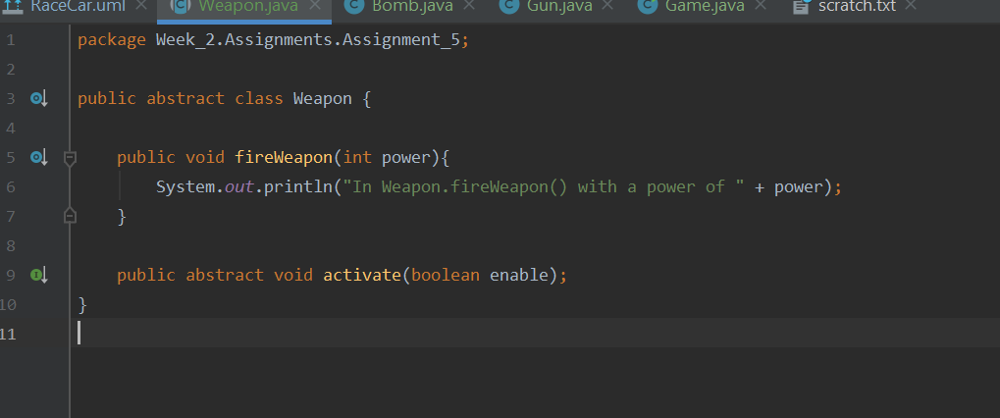 RaceCar.uml Weapon.java Bomb.java Gun.java Game.java scratch.txt
1 package Week_2.Assignments.Assignment_5;
2
3 public abstract class Weapon {
4
5 public void fireWeapon(int power){
6 System.out.println("In Weapon.fireWeapon() with a power of " + power);
7 }
8
9 public abstract void activate(boolean enable);
10 }
11